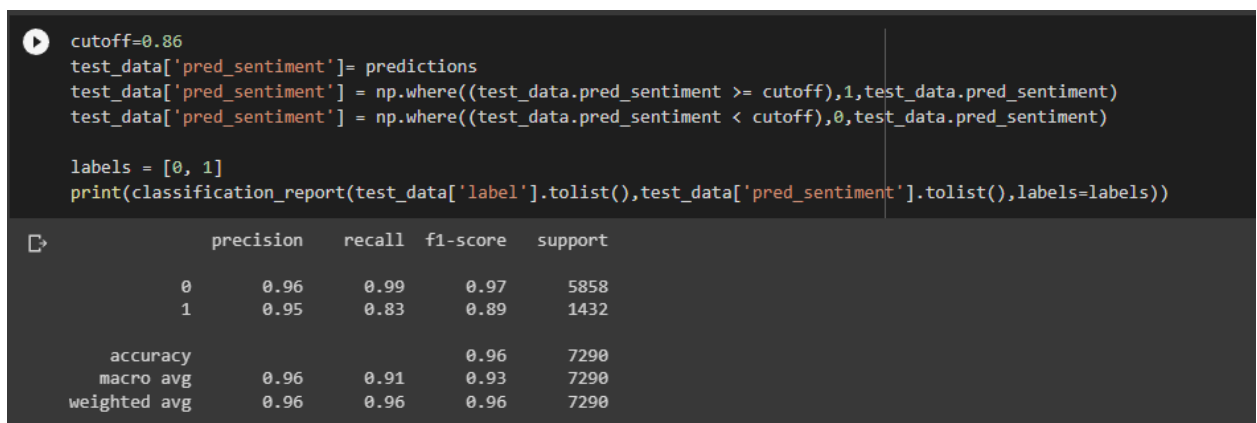 cutoff=0.86
test_data['pred_sentiment']= predictions
test_data['pred_sentiment'] = np.where((test_data.pred_sentiment >= cutoff),1,test_data.pred_sentiment)
test_data['pred_sentiment'] = np.where((test_data.pred_sentiment < cutoff),0,test_data.pred_sentiment)
labels = [0, 1]
print(classification_report(test_data['label'].tolist(),test_data['pred_sentiment'].tolist(),labels=labels))
precision recall f1-score support
0 0.96 0.99 0.97 5858
1 0.95 0.83 0.89 1432
accuracy 0.96 7290
macro avg 0.96 0.91 0.93 7290
weighted avg 0.96 0.96 0.96 7290